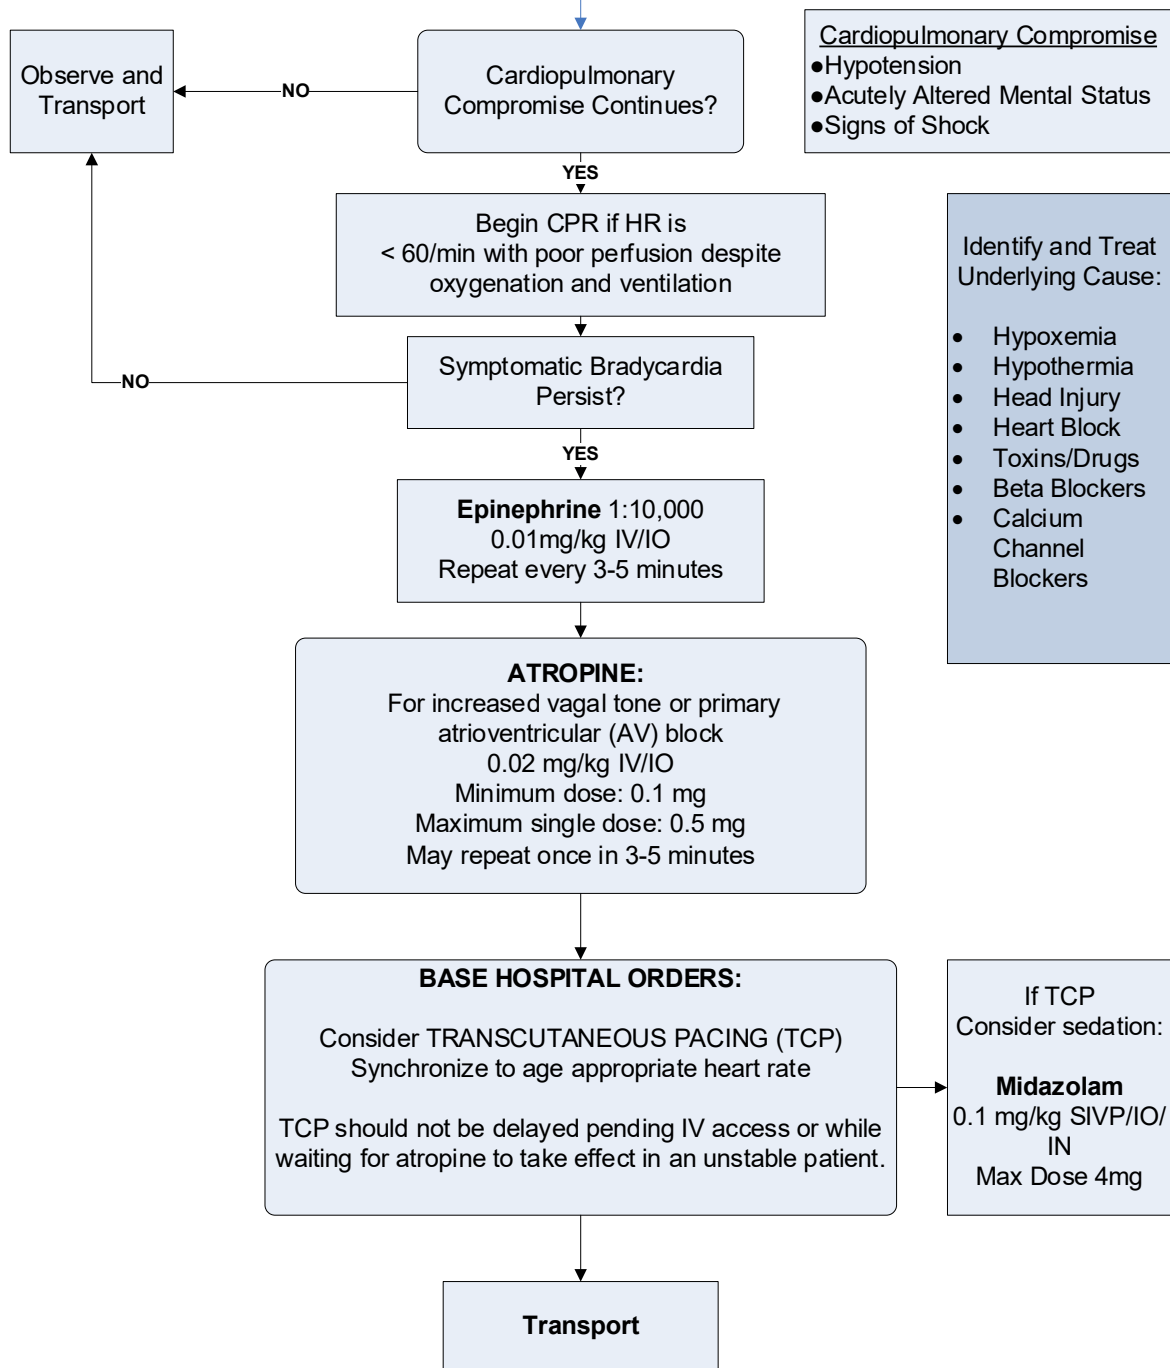 Observe and
Transport
NO
Cardiopulmonary
Compromise Continues?
Cardiopulmonary Compromise
●Hypotension
●Acutely Altered Mental Status
●Signs of Shock
YES
Begin CPR if HR is
< 60/min with poor perfusion despite
oxygenation and ventilation
Identify and Treat
Underlying Cause:
• Hypoxemia
• Hypothermia
• Head Injury
• Heart Block
• Toxins/Drugs
• Beta Blockers
• Calcium
Channel
Blockers
Symptomatic Bradycardia
Persist?
NO
YES
Epinephrine 1:10,000
0.01mg/kg IV/IO
Repeat every 3-5 minutes
ATROPINE:
For increased vagal tone or primary
atrioventricular (AV) block
0.02 mg/kg IV/IO
Minimum dose: 0.1 mg
Maximum single dose: 0.5 mg
May repeat once in 3-5 minutes
BASE HOSPITAL ORDERS:
Consider TRANSCUTANEOUS PACING (TCP)
Synchronize to age appropriate heart rate
TCP should not be delayed pending IV access or while
waiting for atropine to take effect in an unstable patient.
If TCP
Consider sedation:
Midazolam
0.1 mg/kg SIVP/IO/
IN
Max Dose 4mg
Transport